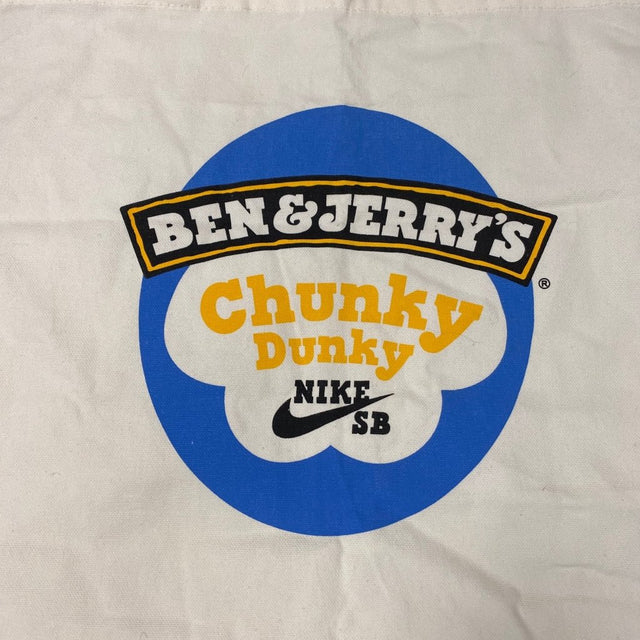 BEN & JERRY'S
®
Chunky
Dunky
NIKE
SB